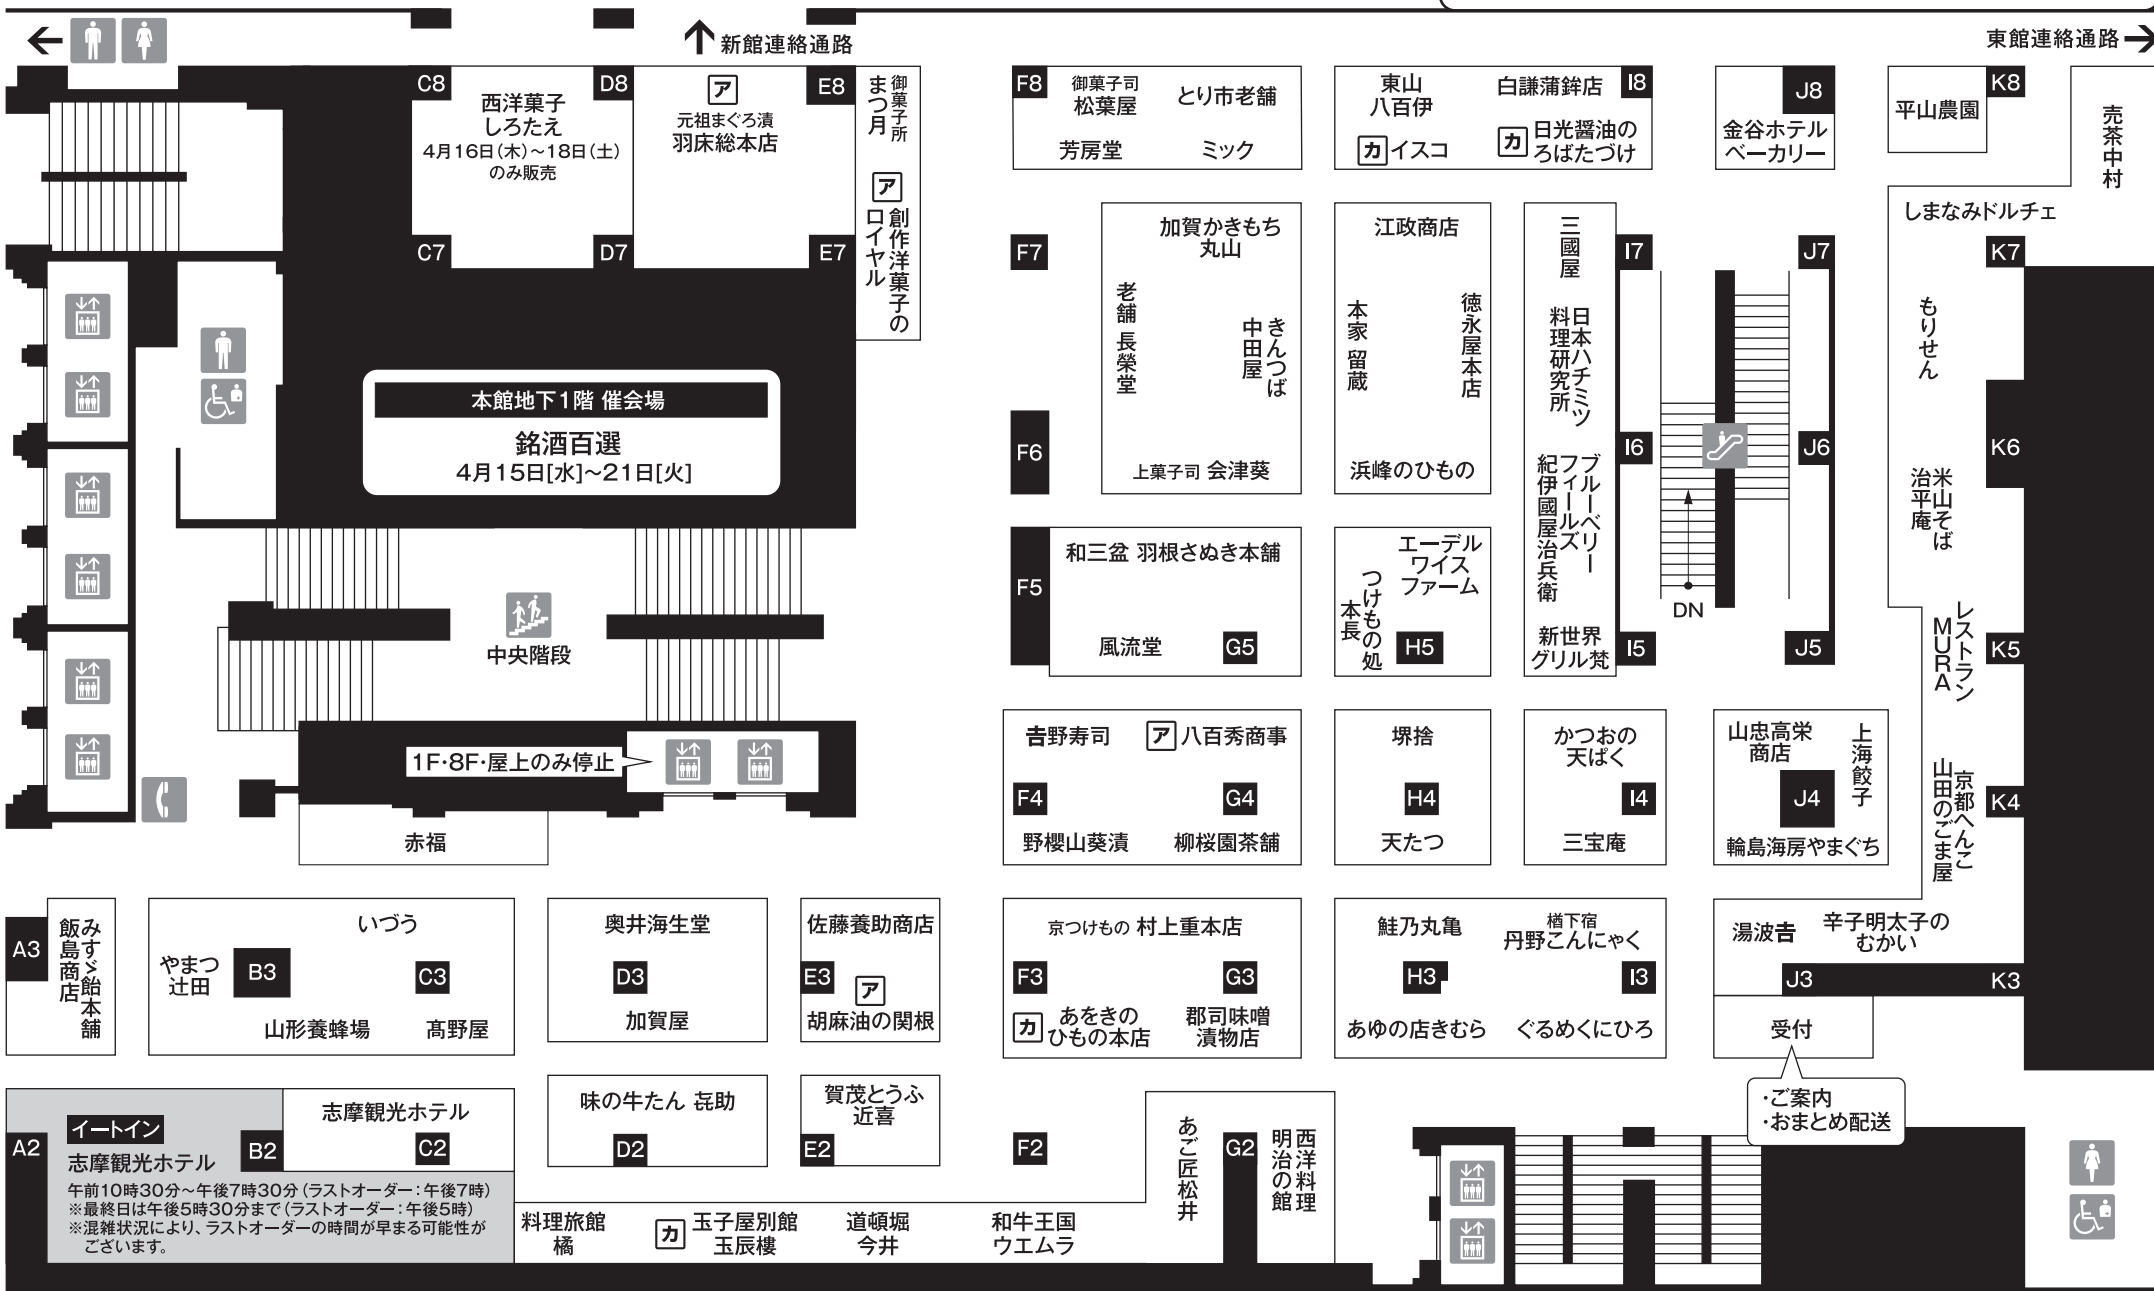 新館連絡通路
東館連絡通路
C8
西洋菓子
しろたえ
4月16日(木)～18日(土)
のみ販売
D8
ア
元祖まぐろ漬
羽床総本店
E8
御菓子所
まつ月
ア
創作洋菓子の
ロイヤル
C7
D7
E7
F8
御菓子司
松葉屋
とり市老舗
芳房堂
ミック
東山
八百伊
白謙蒲鉾店
I8
カ イスコ
カ 日光醤油の
ろばたづけ
J8
金谷ホテル
ベーカリー
平山農園
K8
売茶中村
しまなみドルチェ
F7
加賀かきもち
丸山
老舗 長榮堂
きんつば
中田屋
上菓子司 会津葵
江政商店
本家 留蔵
徳永屋本店
浜峰のひもの
三國屋
日本ハチミツ
料理研究所
ブルーベリー
フィールズ
紀伊國屋治兵衛
新世界
グリル梵
I7
J7
K7
もりせん
F6
I6
J6
K6
米山そば
治平庵
本館地下1階 催会場
銘酒百選
4月15日[水]～21日[火]
中央階段
F5
和三盆 羽根さぬき本舗
風流堂
G5
エーデル
ワイス
ファーム
つけもの処
本長
H5
I5
DN
J5
レストラン
MURA
K5
1F・8F・屋上のみ停止
赤福
𠮷野寿司
ア 八百秀商事
F4
G4
野櫻山葵漬
柳桜園茶舗
堺捨
H4
天たつ
かつおの
天ぱく
I4
三宝庵
山忠高栄
商店
上海餃子
J4
輪島海房やまぐち
京都へんこ
山田のごま屋
K4
A3
みすゞ飴本舗
飯島商店
いづう
やまつ
辻田
B3
C3
山形養蜂場
髙野屋
奥井海生堂
D3
加賀屋
佐藤養助商店
E3
ア
胡麻油の関根
京つけもの 村上重本店
F3
G3
カ あをきの
ひもの本店
郡司味噌
漬物店
鮭乃丸亀
楢下宿
丹野こんにゃく
H3
I3
あゆの店きむら
ぐるめくにひろ
湯波𠮷
辛子明太子の
むかい
J3
K3
受付
・ご案内
・おまとめ配送
A2
イートイン
志摩観光ホテル
B2
午前10時30分～午後7時30分(ラストオーダー：午後7時)
※最終日は午後5時30分まで(ラストオーダー：午後5時)
※混雑状況により、ラストオーダーの時間が早まる可能性が
ございます。
志摩観光ホテル
C2
味の牛たん 㐂助
D2
賀茂とうふ
近喜
E2
F2
あご匠松井
G2
西洋料理
明治の館
料理旅館
橘
カ 玉子屋別館
玉辰樓
道頓堀
今井
和牛王国
ウエムラ